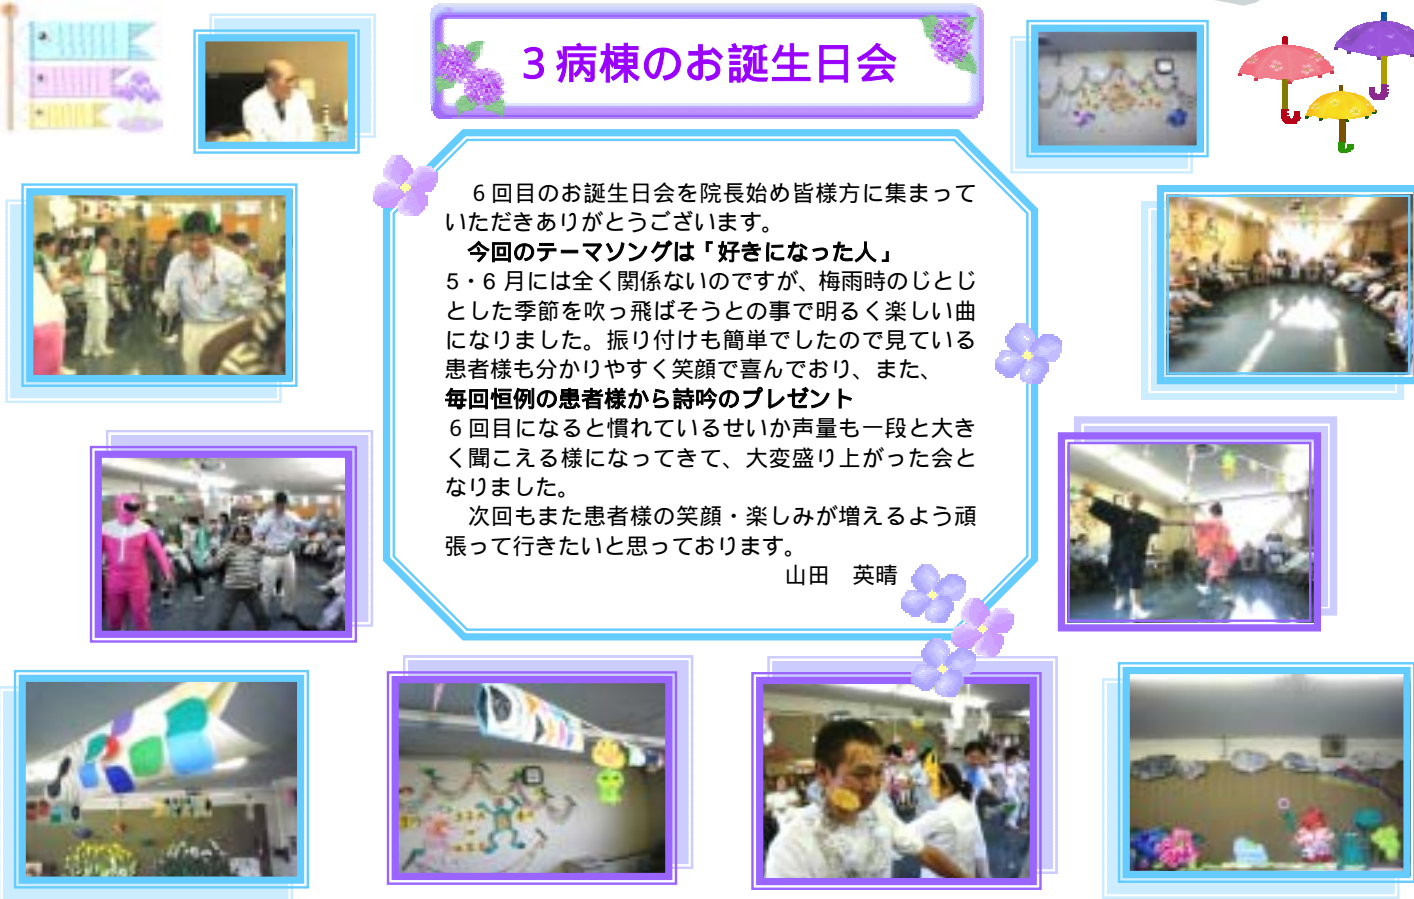 ３病棟のお誕生日会
６回目のお誕生日会を院長始め皆様方に集まって
いただきありがとうございます。
今回のテーマソングは「好きになった人」
5・6 月には全く関係ないのですが、梅雨時のじとじ
とした季節を吹っ飛ばそうとの事で明るく楽しい曲
になりました。振り付けも簡単でしたので見ている
患者様も分かりやすく笑顔で喜んでおり、また、
毎回恒例の患者様から詩吟のプレゼント
６回目になると慣れているせいか声量も一段と大き
く聞こえる様になってきて、大変盛り上がった会と
なりました。
次回もまた患者様の笑顔・楽しみが増えるよう頑
張って行きたいと思っております。
山田　英晴